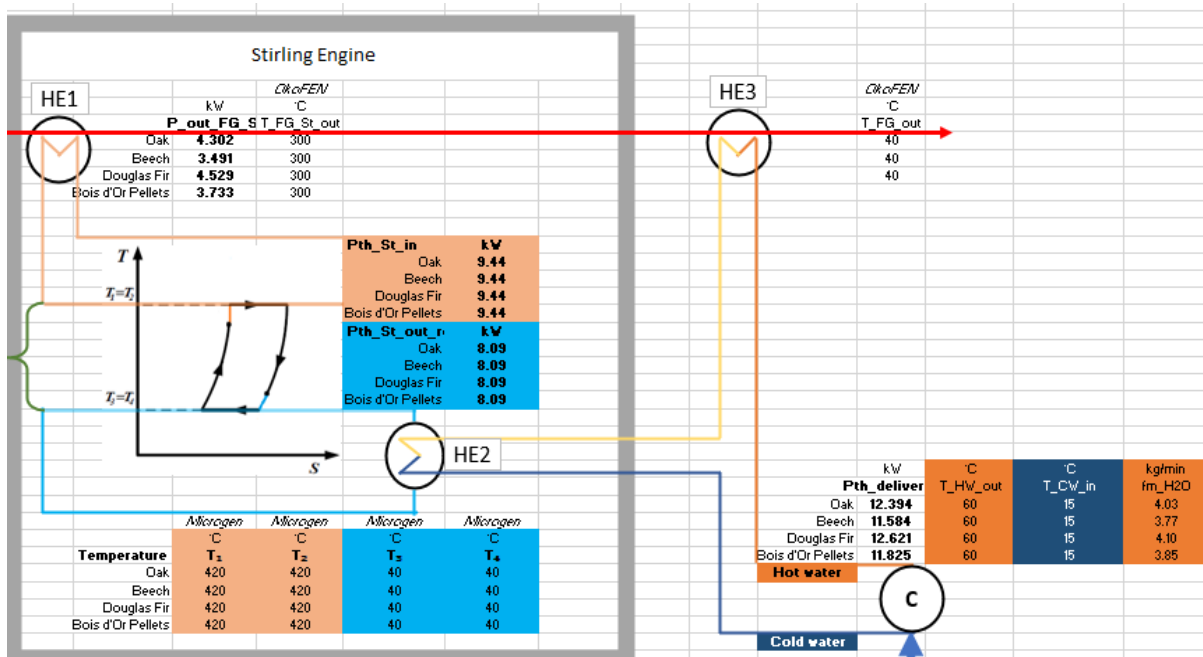 Stirling Engine
HE1
ÖkoFEN
kW °C
P_out_FG_S T_FG_St_out
Oak 4.302 300
Beech 3.491 300
Douglas Fir 4.529 300
Bois d'Or Pellets 3.733 300
HE3
ÖkoFEN
°C
T_FG_out
40
40
40
T
T₁=T₂
T₃=T₄
S
Pth_St_in kW
Oak 9.44
Beech 9.44
Douglas Fir 9.44
Bois d'Or Pellets 9.44
Pth_St_out_r kW
Oak 8.09
Beech 8.09
Douglas Fir 8.09
Bois d'Or Pellets 8.09
HE2
Microgen Microgen Microgen Microgen
°C °C °C °C
Temperature T₁ T₂ T₃ T₄
Oak 420 420 40 40
Beech 420 420 40 40
Douglas Fir 420 420 40 40
Bois d'Or Pellets 420 420 40 40
kW °C °C kg/min
Pth_deliver T_HW_out T_CW_in fm_H2O
Oak 12.394 60 15 4.03
Beech 11.584 60 15 3.77
Douglas Fir 12.621 60 15 4.10
Bois d'Or Pellets 11.825 60 15 3.85
Hot water
C
Cold water